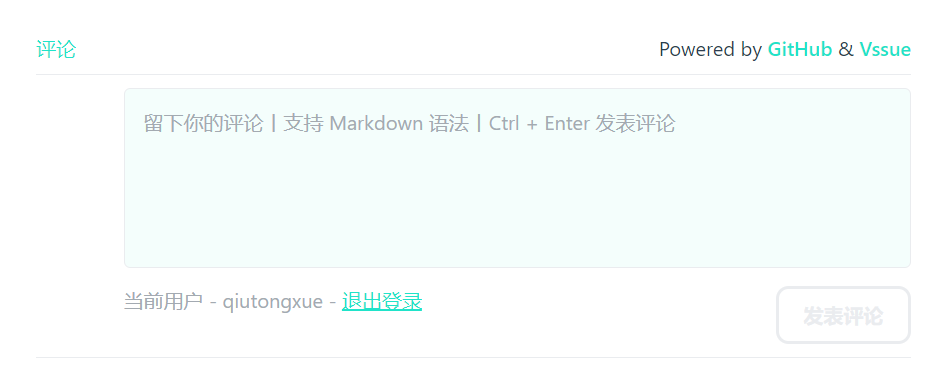 评论 Powered by GitHub & Vssue
留下你的评论丨支持 Markdown 语法丨Ctrl + Enter 发表评论
当前用户 - qiutongxue - 退出登录 发表评论